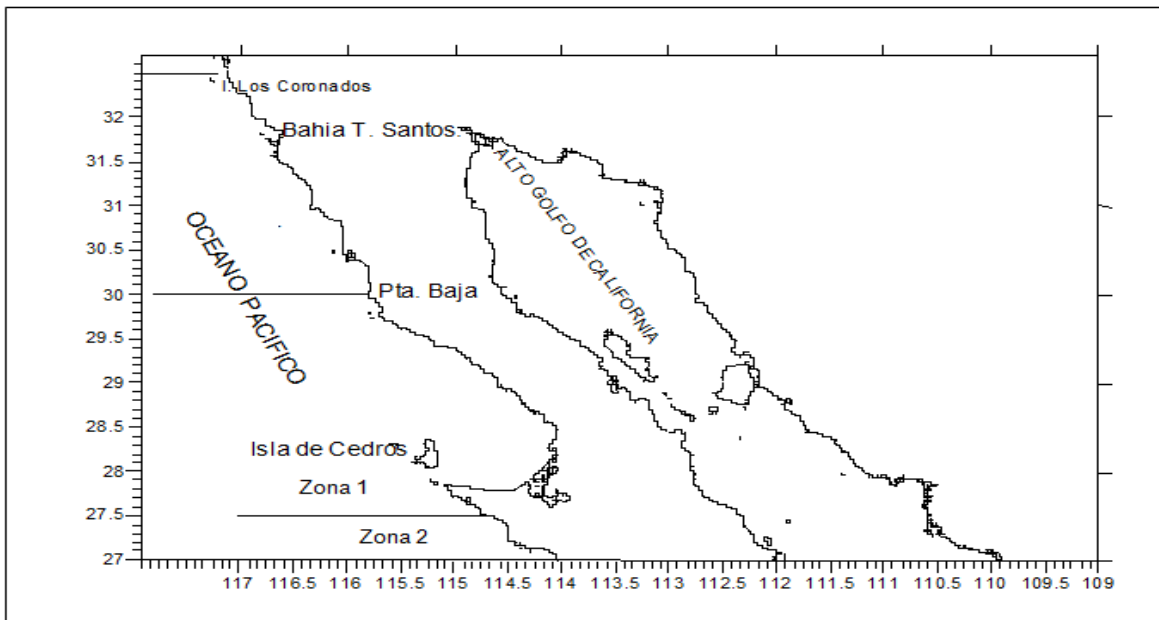 I. Los Coronados
32
Bahia T. Santos.
31.5
ALTO GOLFO DE CALIFORNIA
31
OCEANO PACIFICO
30.5
Pta. Baja
30
29.5
29
28.5
Isla de Cedros
28
Zona 1
27.5
Zona 2
27
117 116.5 116 115.5 115 114.5 114 113.5 113 112.5 112 111.5 111 110.5 110 109.5 109